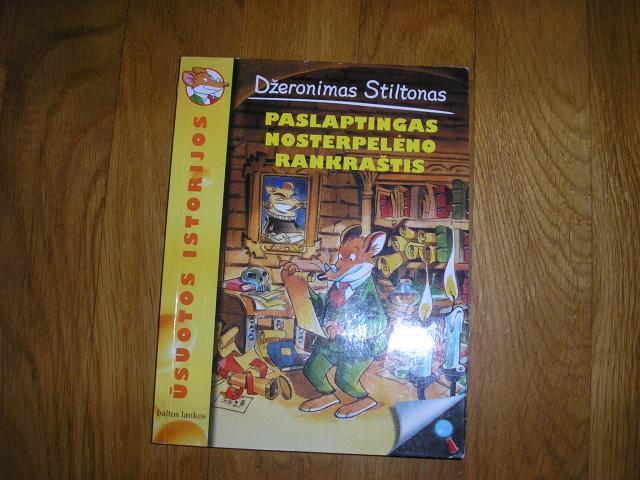 Džeronimas Stiltonas
PASLAPTINGAS
NOSTERPELĖNO
RANKRAŠTIS
ŪSUOTOS ISTORIJOS
baltos lankos